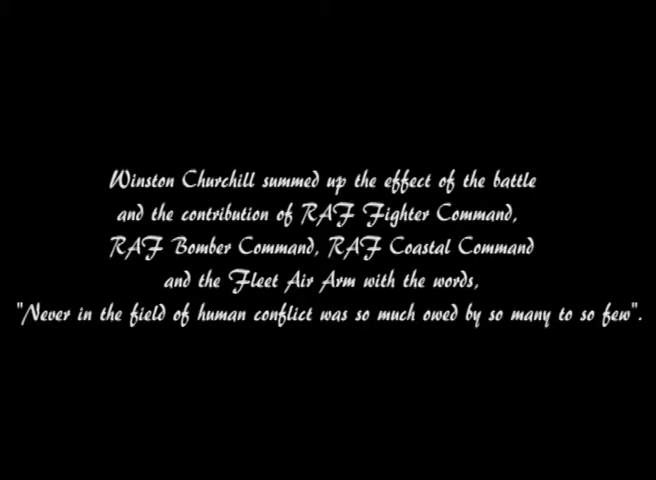 Winston Churchill summed up the effect of the battle
and the contribution of RAF Fighter Command,
RAF Bomber Command, RAF Coastal Command
and the Fleet Air Arm with the words,
"Never in the field of human conflict was so much owed by so many to so few".